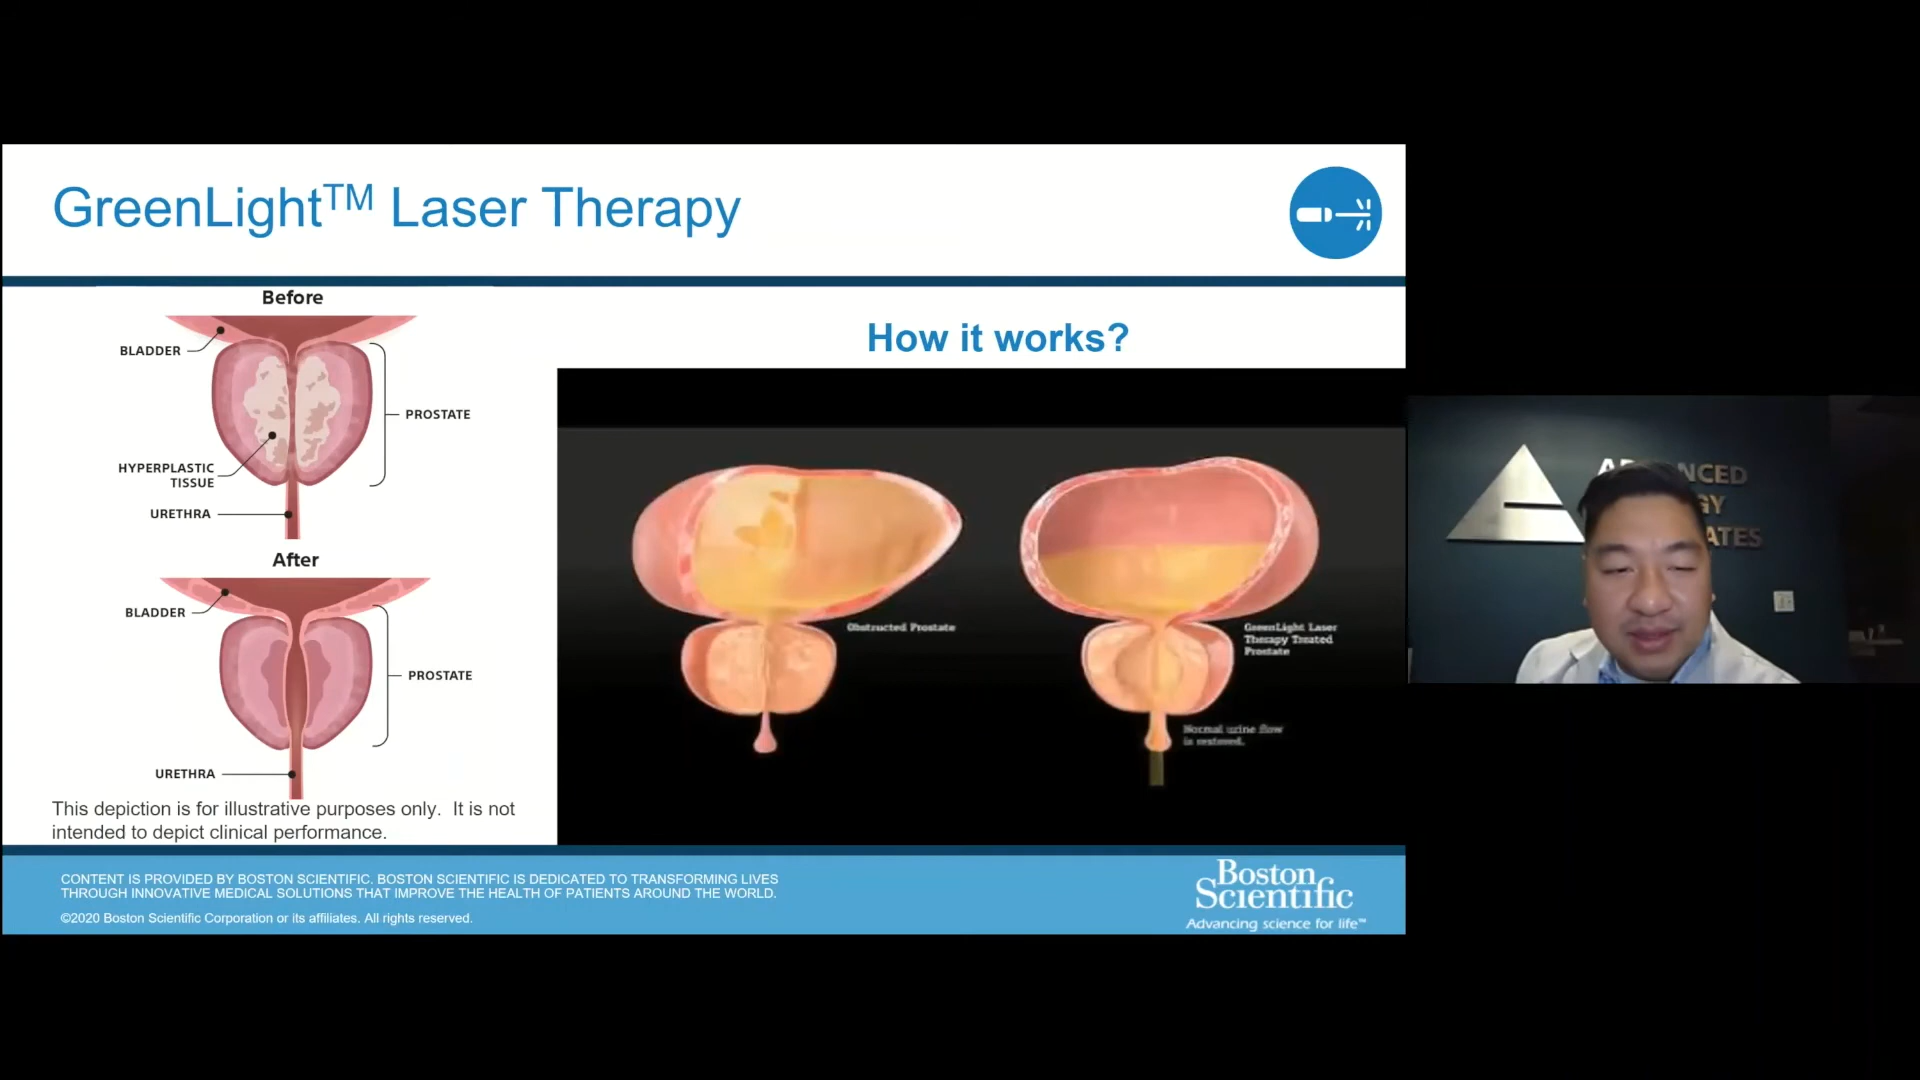 GreenLight™ Laser Therapy
Before
BLADDER
PROSTATE
HYPERPLASTIC
TISSUE
URETHRA
After
BLADDER
PROSTATE
URETHRA
This depiction is for illustrative purposes only.  It is not
intended to depict clinical performance.
How it works?
Obstructed Prostate
GreenLight Laser
Therapy Treated
Prostate
Normal urine flow
is restored.
CONTENT IS PROVIDED BY BOSTON SCIENTIFIC. BOSTON SCIENTIFIC IS DEDICATED TO TRANSFORMING LIVES
THROUGH INNOVATIVE MEDICAL SOLUTIONS THAT IMPROVE THE HEALTH OF PATIENTS AROUND THE WORLD.
©2020 Boston Scientific Corporation or its affiliates. All rights reserved.
Boston
Scientific
Advancing science for life™